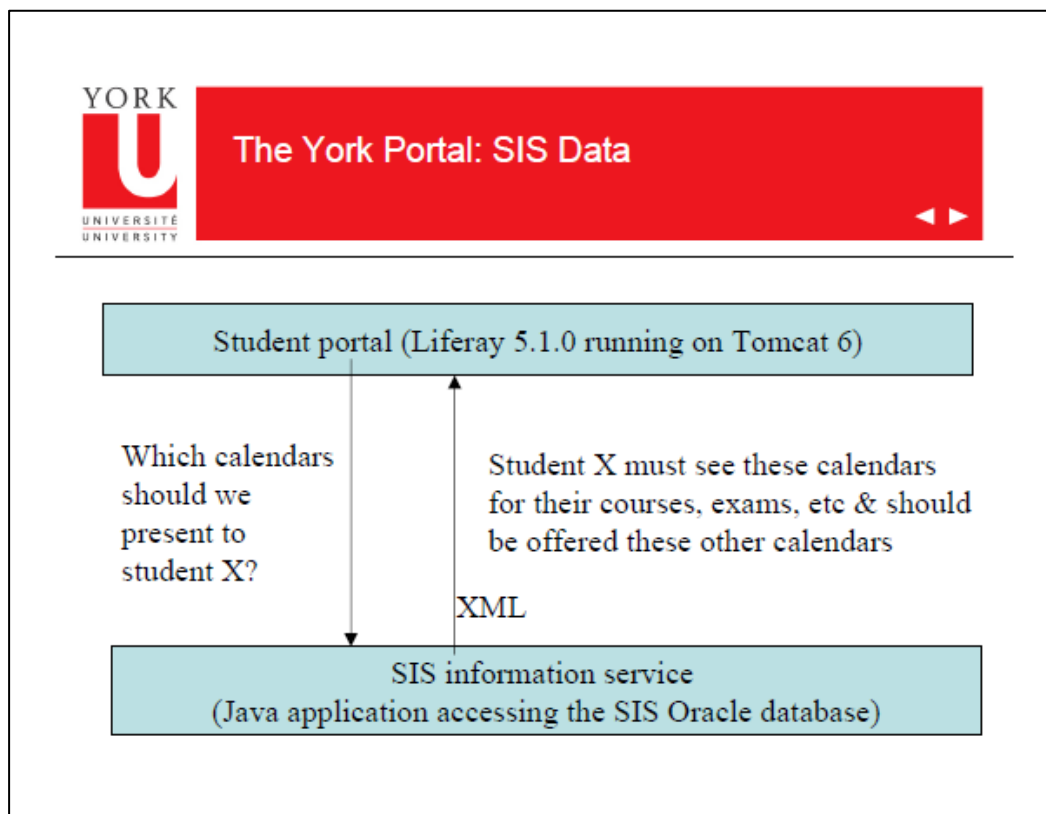 YORK
U
UNIVERSITÉ
UNIVERSITY
The York Portal: SIS Data
Student portal (Liferay 5.1.0 running on Tomcat 6)
Which calendars
should we
present to
student X?
Student X must see these calendars
for their courses, exams, etc & should
be offered these other calendars
XML
SIS information service
(Java application accessing the SIS Oracle database)